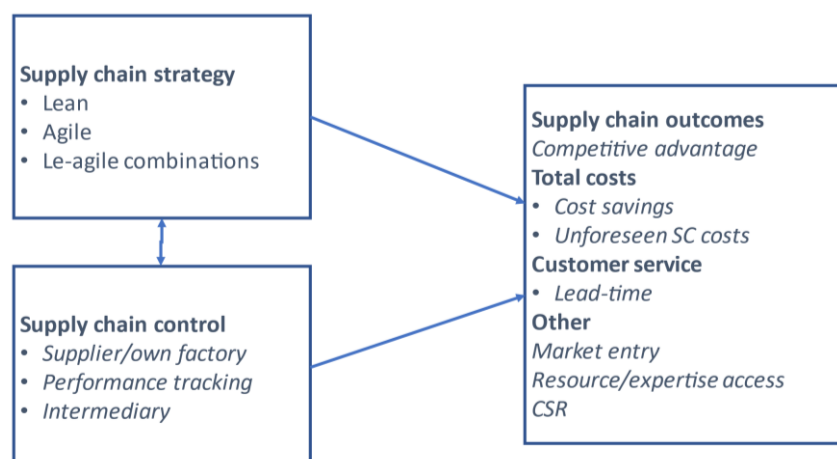 Supply chain strategy
• Lean
• Agile
• Le-agile combinations
Supply chain control
• Supplier/own factory
• Performance tracking
• Intermediary
Supply chain outcomes
Competitive advantage
Total costs
• Cost savings
• Unforeseen SC costs
Customer service
• Lead-time
Other
Market entry
Resource/expertise access
CSR